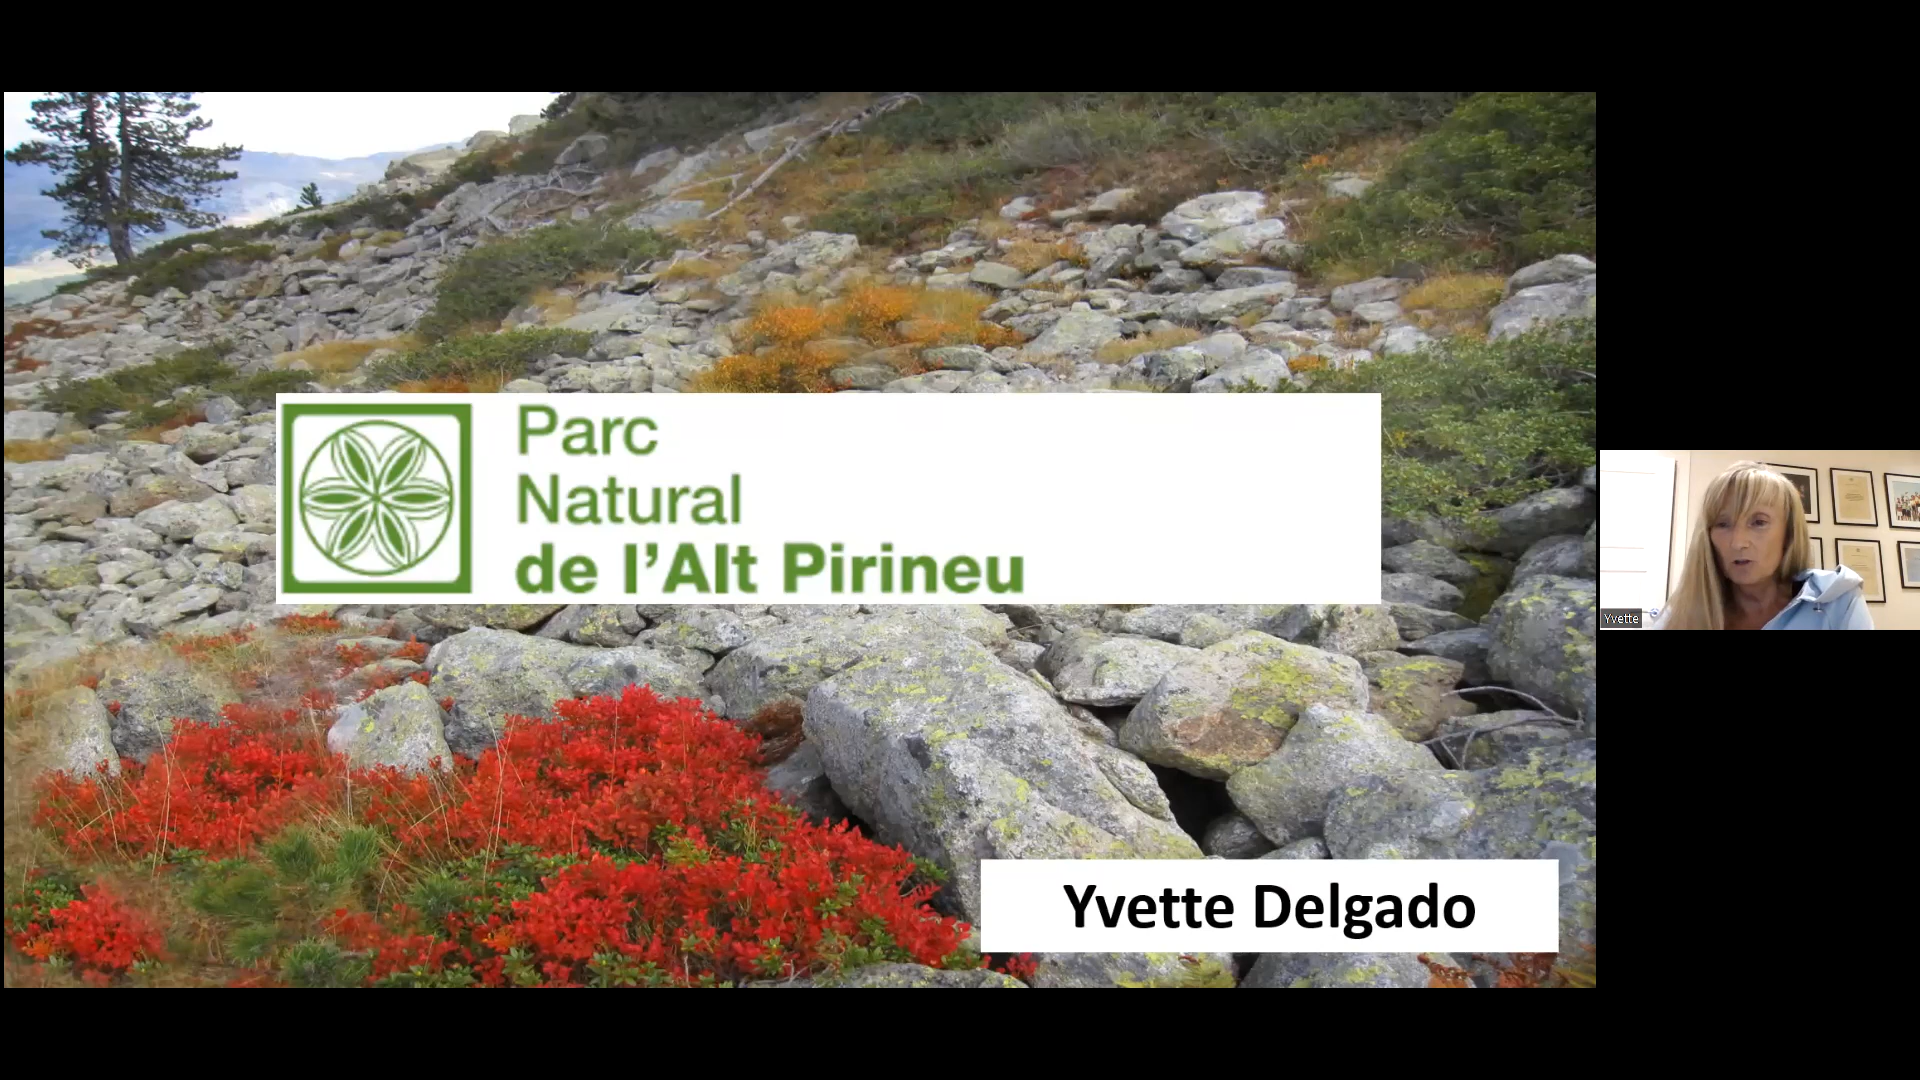 Parc
Natural
de l'Alt Pirineu
Yvette Delgado
Yvette